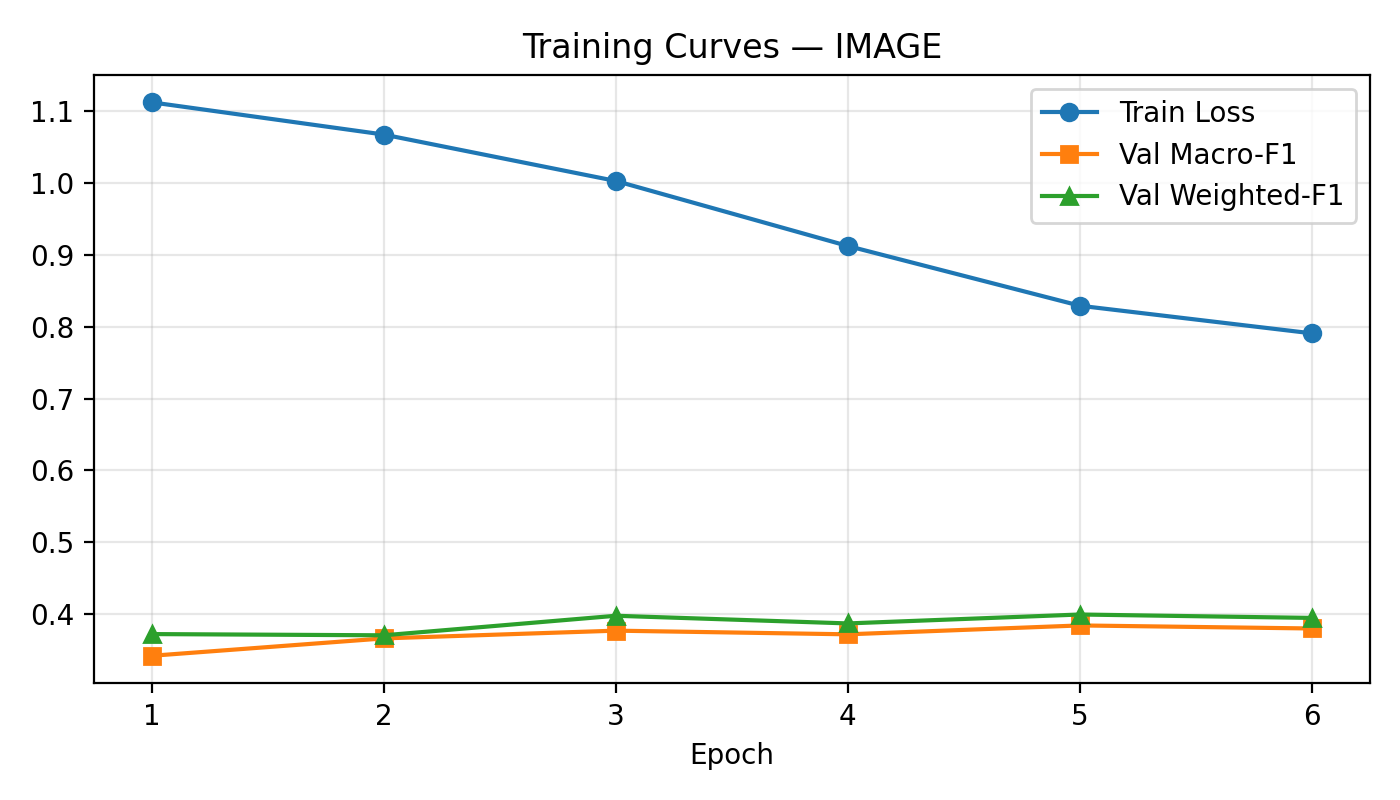 Training Curves — IMAGE
Train Loss
Val Macro-F1
Val Weighted-F1
1.1
1.0
0.9
0.8
0.7
0.6
0.5
0.4
1 2 3 4 5 6
Epoch